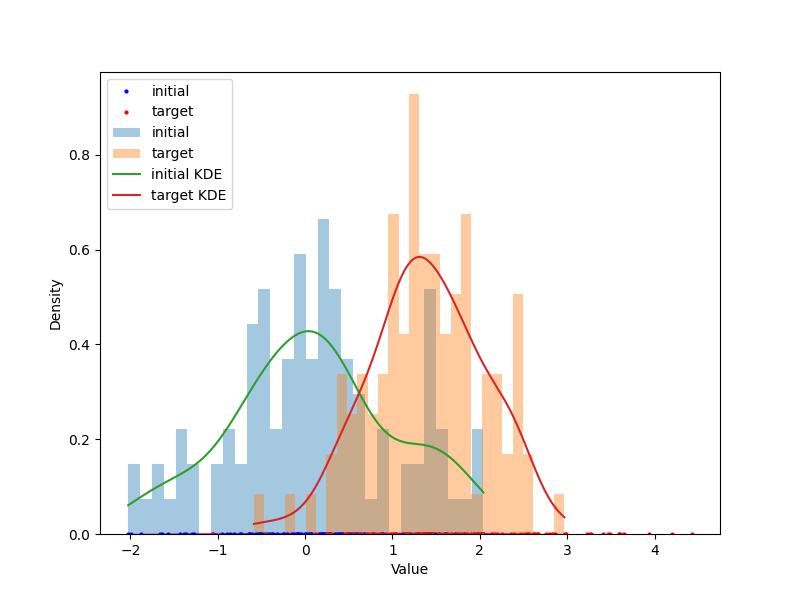 initial
target
initial
target
initial KDE
target KDE
0.8
0.6
0.4
0.2
0.0
Density
−2
−1
0
1
2
3
4
Value